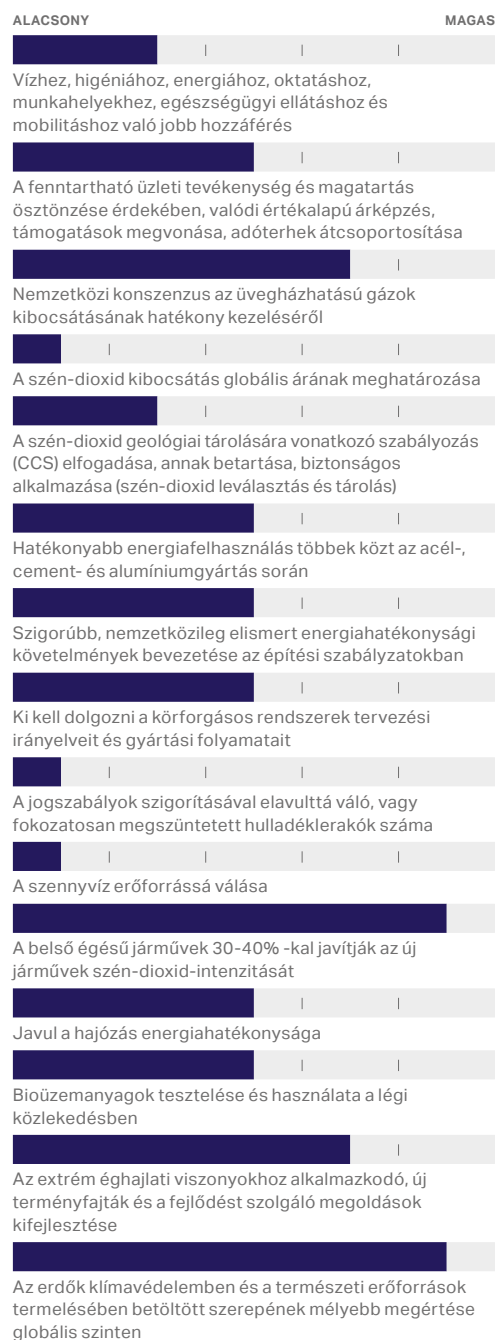 ALACSONY MAGAS
Vízhez, higéniához, energiához, oktatáshoz,
munkahelyekhez, egészségügyi ellátáshoz és
mobilitáshoz való jobb hozzáférés
A fenntartható üzleti tevékenység és magatartás
ösztönzése érdekében, valódi értékalapú árképzés,
támogatások megvonása, adóterhek átcsoportosítása
Nemzetközi konszenzus az üvegházhatású gázok
kibocsátásának hatékony kezeléséről
A szén-dioxid kibocsátás globális árának meghatározása
A szén-dioxid geológiai tárolására vonatkozó szabályozás
(CCS) elfogadása, annak betartása, biztonságos
alkalmazása (szén-dioxid leválasztás és tárolás)
Hatékonyabb energiafelhasználás többek közt az acél-,
cement- és alumíniumgyártás során
Szigorúbb, nemzetközileg elismert energiahatékonysági
követelmények bevezetése az építési szabályzatokban
Ki kell dolgozni a körforgásos rendszerek tervezési
irányelveit és gyártási folyamatait
A jogszabályok szigorításával elavulttá váló, vagy
fokozatosan megszüntetett hulladéklerakók száma
A szennyvíz erőforrássá válása
A belső égésű járművek 30-40% -kal javítják az új
járművek szén-dioxid-intenzitását
Javul a hajózás energiahatékonysága
Bioüzemanyagok tesztelése és használata a légi
közlekedésben
Az extrém éghajlati viszonyokhoz alkalmazkodó, új
terményfajták és a fejlődést szolgáló megoldások
kifejlesztése
Az erdők klímavédelemben és a természeti erőforrások
termelésében betöltött szerepének mélyebb megértése
globális szinten